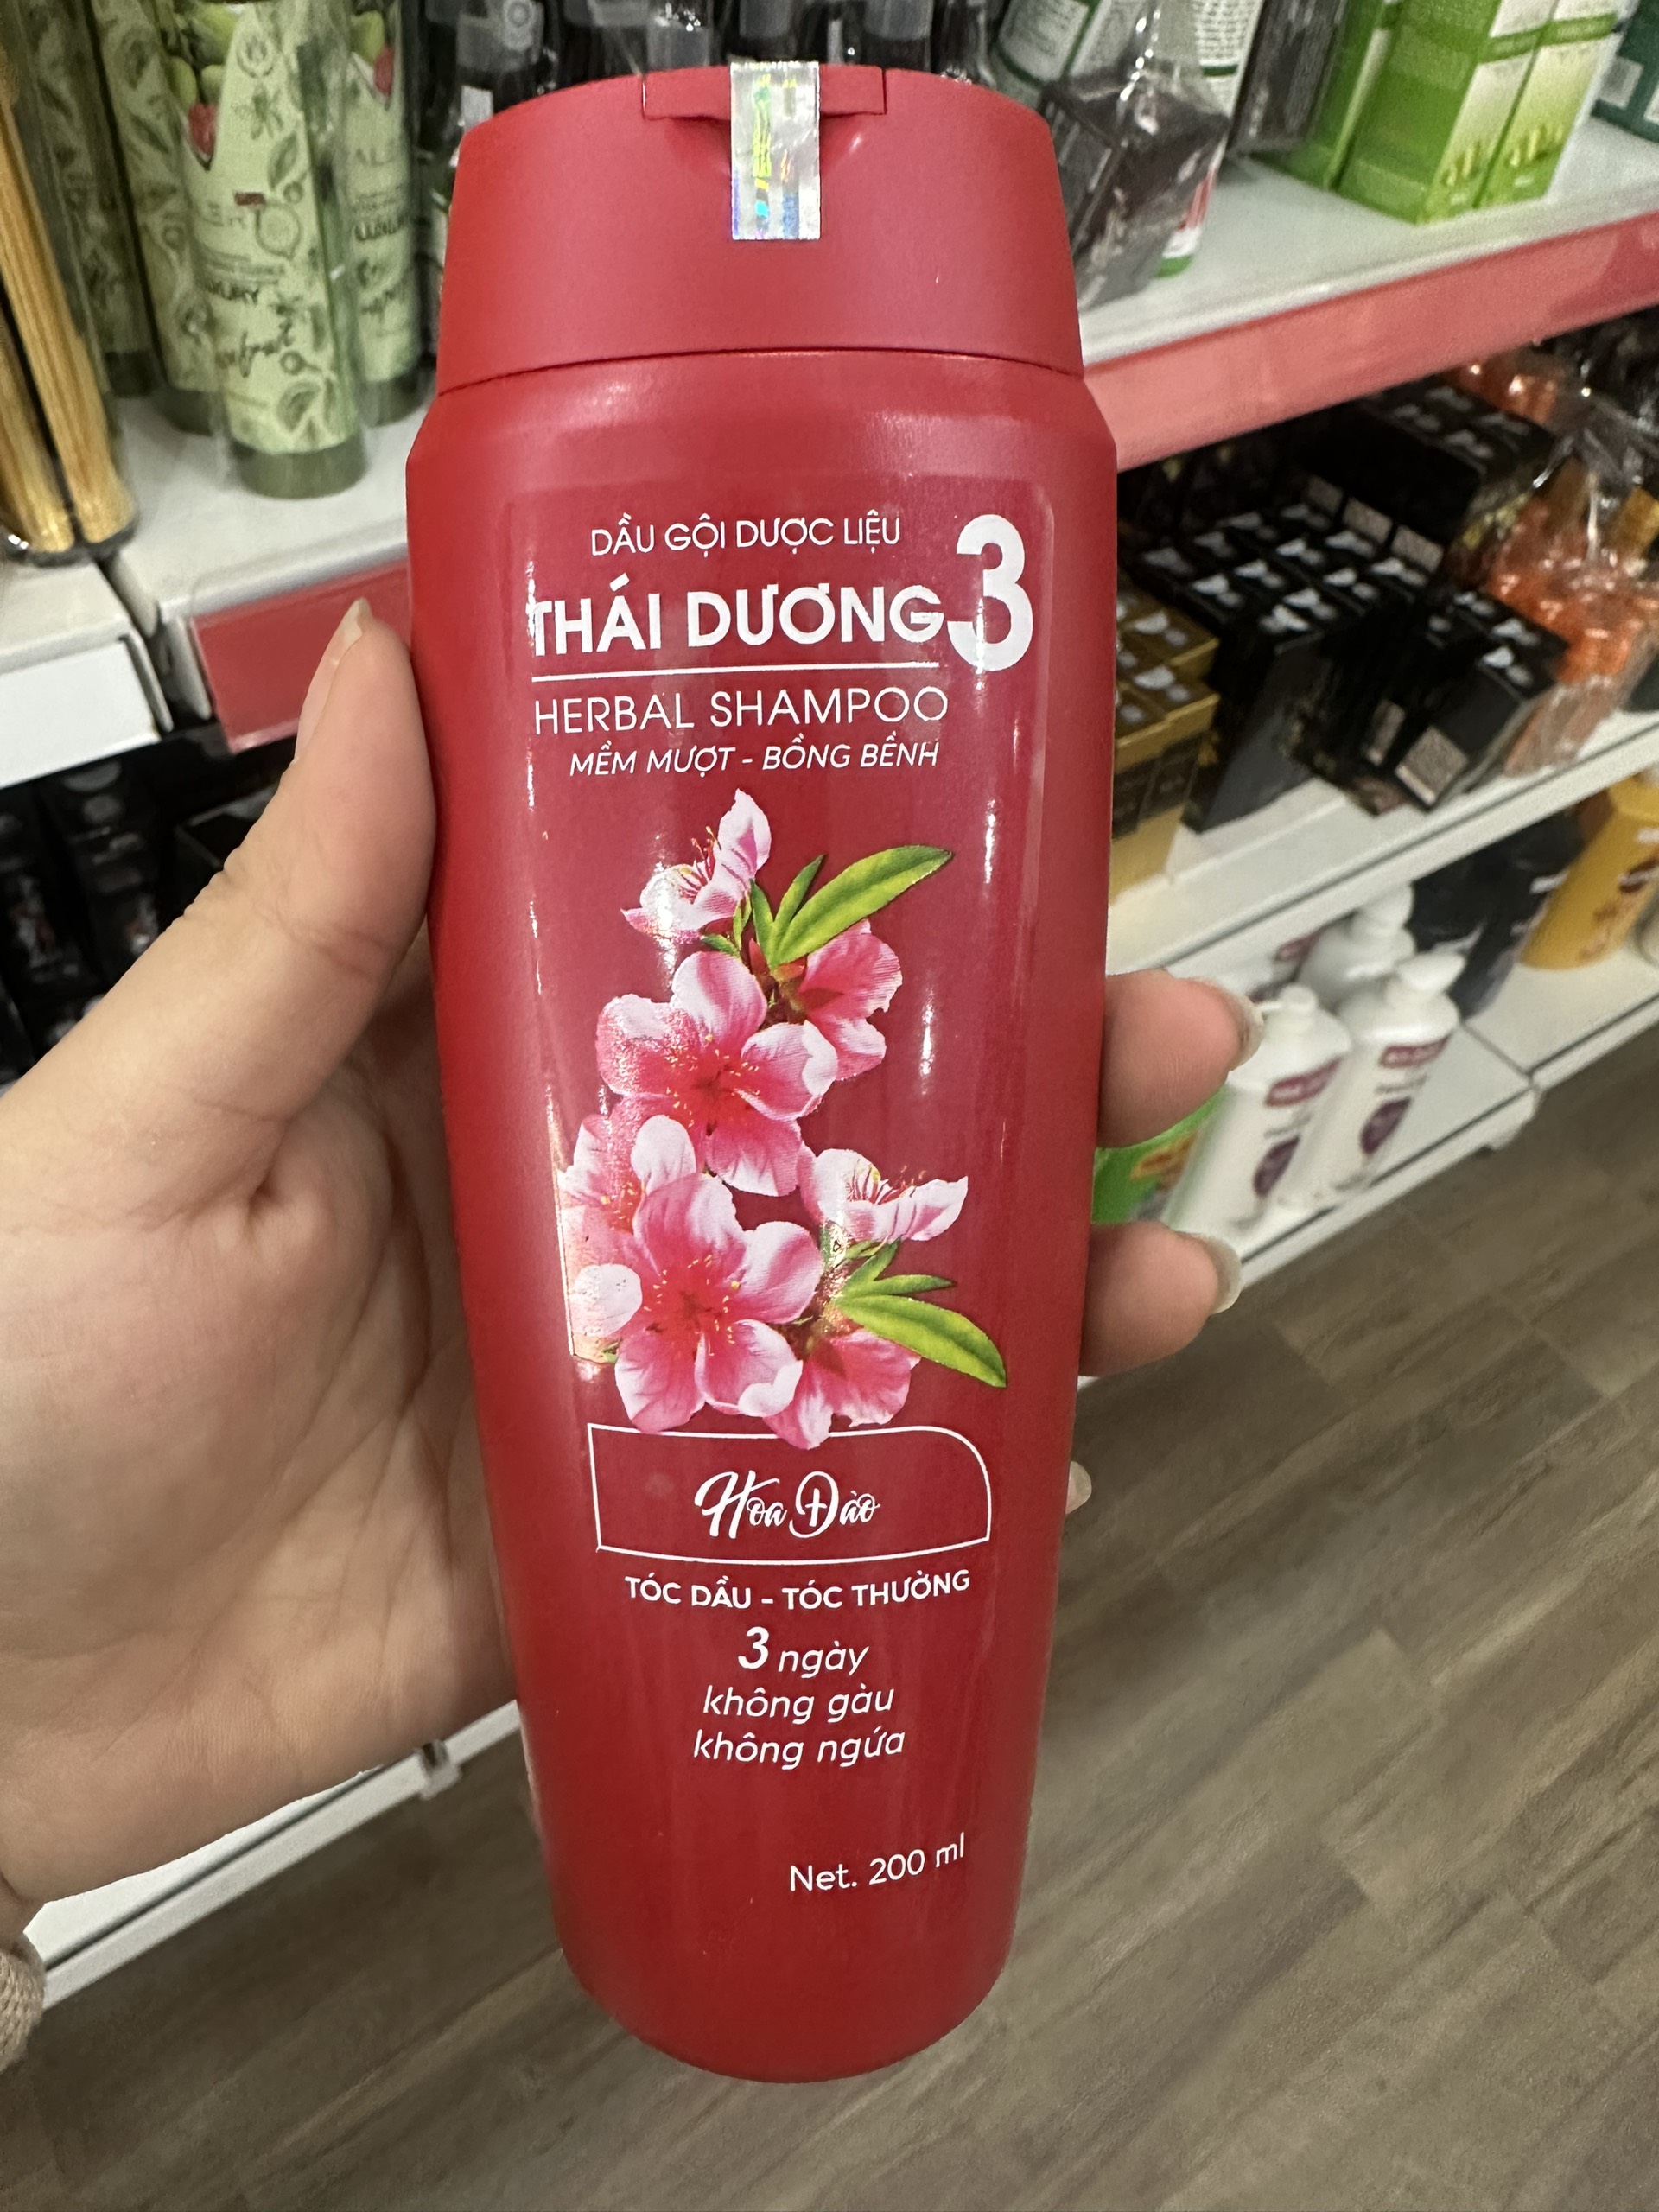 DẦU GỘI DƯỢC LIỆU
THÁI DƯƠNG 3
HERBAL SHAMPOO
MỀM MƯỢT - BỒNG BỀNH
Hoa Đào
TÓC DẦU - TÓC THƯỜNG
3 ngày
không gàu
không ngứa
Net. 200 ml